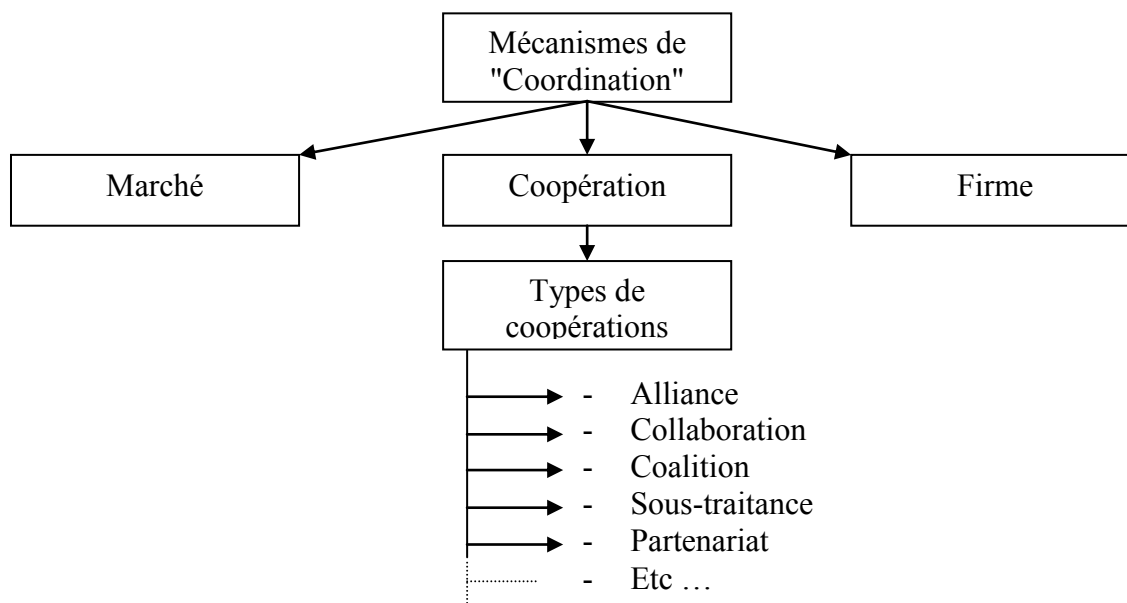 Mécanismes de
"Coordination"
Marché
Coopération
Firme
Types de
coopérations
- Alliance
- Collaboration
- Coalition
- Sous-traitance
- Partenariat
- Etc …